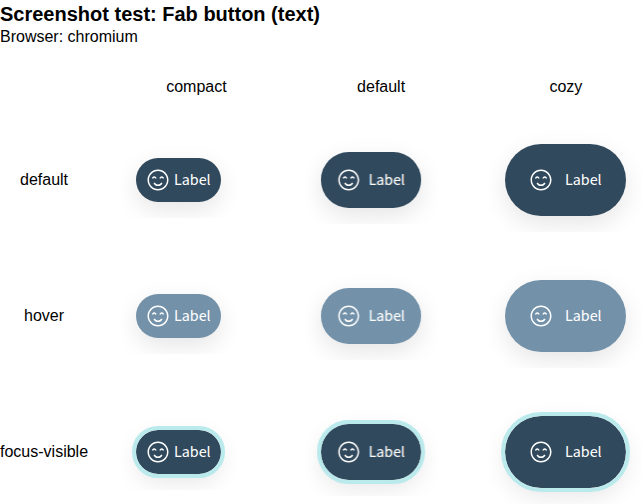 Screenshot test: Fab button (text)
Browser: chromium
compact default cozy
default Label Label Label
hover Label Label Label
focus-visible Label Label Label